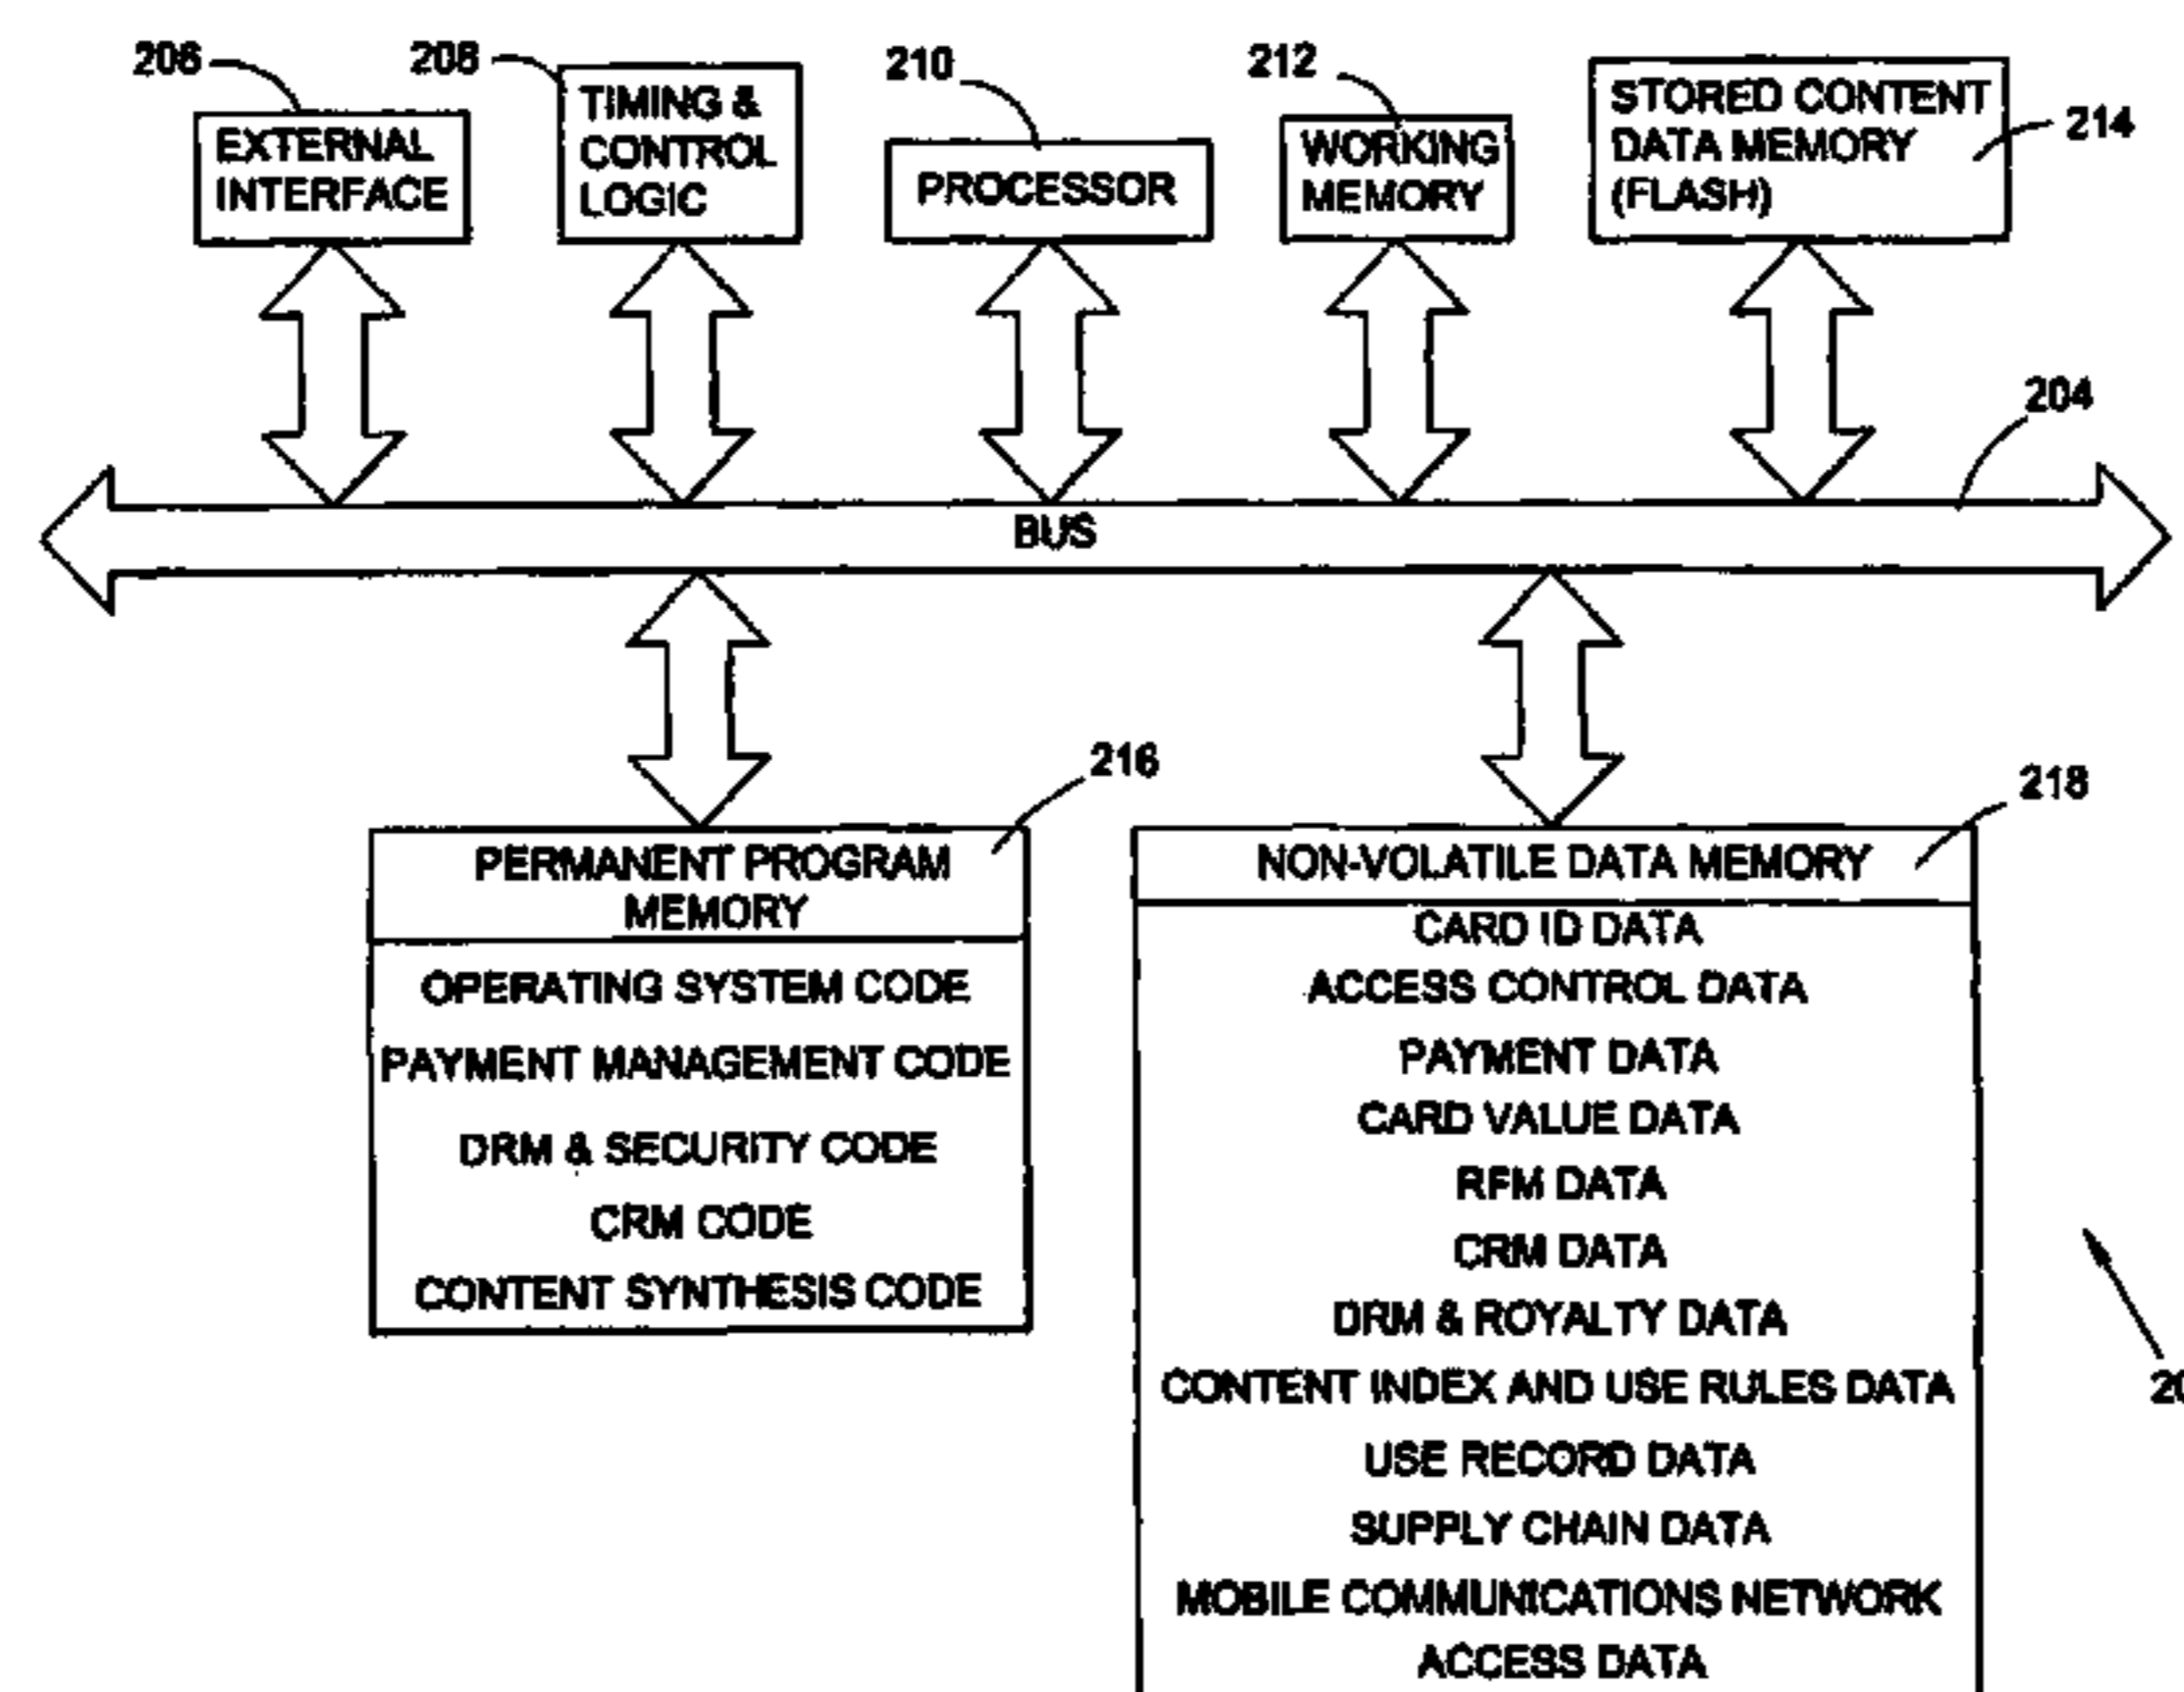 206
208
210
212
EXTERNAL
INTERFACE
TIMING &
CONTROL
LOGIC
PROCESSOR
WORKING
MEMORY
STORED CONTENT
DATA MEMORY
(FLASH)
214
204
BUS
216
218
PERMANENT PROGRAM
MEMORY
OPERATING SYSTEM CODE
PAYMENT MANAGEMENT CODE
DRM & SECURITY CODE
CRM CODE
CONTENT SYNTHESIS CODE
NON-VOLATILE DATA MEMORY
CARD ID DATA
ACCESS CONTROL DATA
PAYMENT DATA
CARD VALUE DATA
RFM DATA
CRM DATA
DRM & ROYALTY DATA
CONTENT INDEX AND USE RULES DATA
USE RECORD DATA
SUPPLY CHAIN DATA
MOBILE COMMUNICATIONS NETWORK
ACCESS DATA